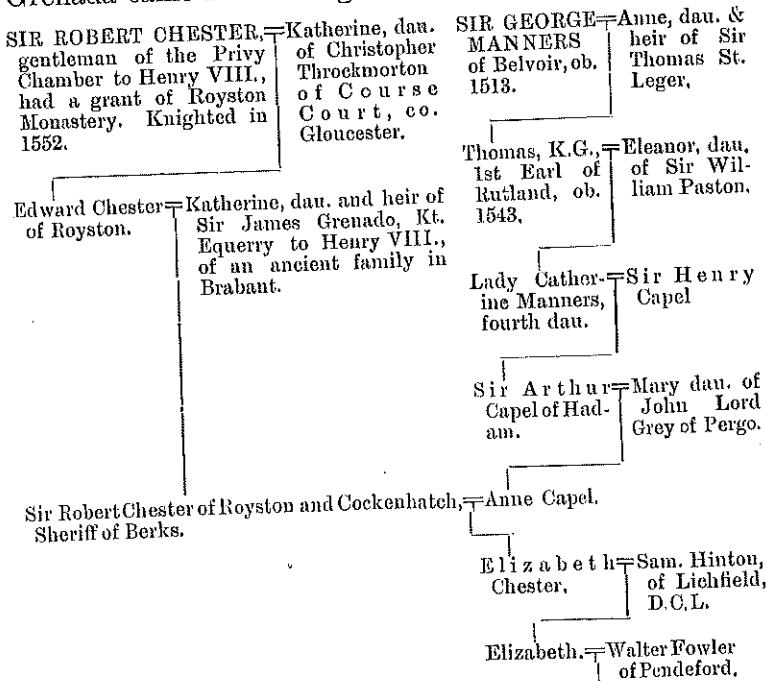 SIR ROBERT CHESTER,
gentleman of the Privy
Chamber to Henry VIII.,
had a grant of Royston
Monastery. Knighted in
1552.
Katherine, dau.
of Christopher
Throckmorton
of Course
Court, co.
Gloucester.
SIR GEORGE
MANNERS
of Belvoir, ob.
1513.
Anne, dau. &
heir of Sir
Thomas St.
Leger.
Thomas, K.G.,
1st Earl of
Rutland, ob.
1543.
Eleanor, dau.
of Sir Wil-
liam Paston.
Edward Chester
of Royston.
Katherine, dau. and heir of
Sir James Grenado, Kt.
Equerry to Henry VIII.,
of an ancient family in
Brabant.
Lady Cather-
ine Manners,
fourth dau.
Sir Henry
Capel
Sir Arthur
Capel of Had-
am.
Mary dau. of
John Lord
Grey of Pergo.
Sir Robert Chester of Royston and Cockenhatch,
Sheriff of Berks.
Anne Capel.
Elizabeth
Chester.
Sam. Hinton,
of Lichfield,
D.C.L.
Elizabeth.
Walter Fowler
of Pendeford.